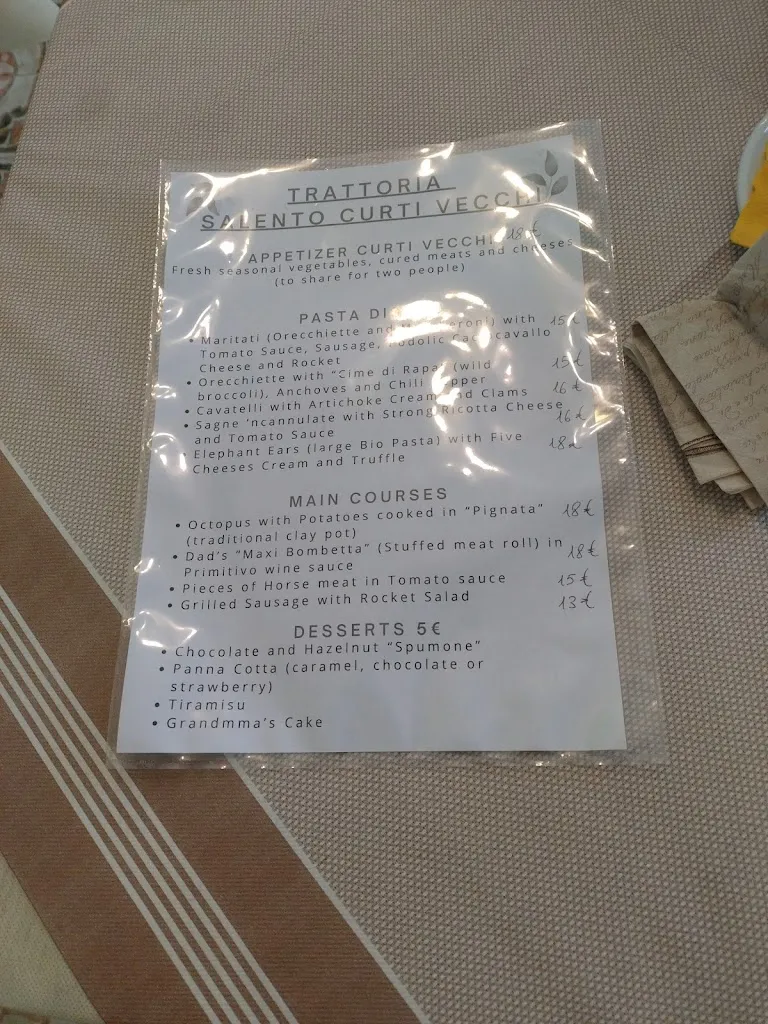 TRATTORIA
SALENTO CURTI VECCHI
APPETIZER CURTI VECCHI 18€
Fresh seasonal vegetables, cured meats and cheeses
(to share for two people)
PASTA
• Maritati (Orecchiette and with 15€
Tomato Sauce, Sausage,
Cheese and Rocket
• Orecchiette with "Cime di Rapa" (wild 15€
broccoli), Anchoves and Chili
• Cavatelli with Artichoke Cream and Clams 16€
• Sagne 'ncannulate with Strong Ricotta Cheese
and Tomato Sauce 16€
Elephant Ears (large Bio Pasta) with Five 18€
Cheeses Cream and Truffle
MAIN COURSES
• Octopus with Potatoes cooked in "Pignata" 18€
(traditional clay pot)
• Dad's "Maxi Bombetta" (Stuffed meat roll) in 18€
Primitivo wine sauce
• Pieces of Horse meat in Tomato sauce 15€
• Grilled Sausage with Rocket Salad 13€
DESSERTS 5€
• Chocolate and Hazelnut "Spumone"
• Panna Cotta (caramel, chocolate or
strawberry)
• Tiramisu
• Grandmma's Cake